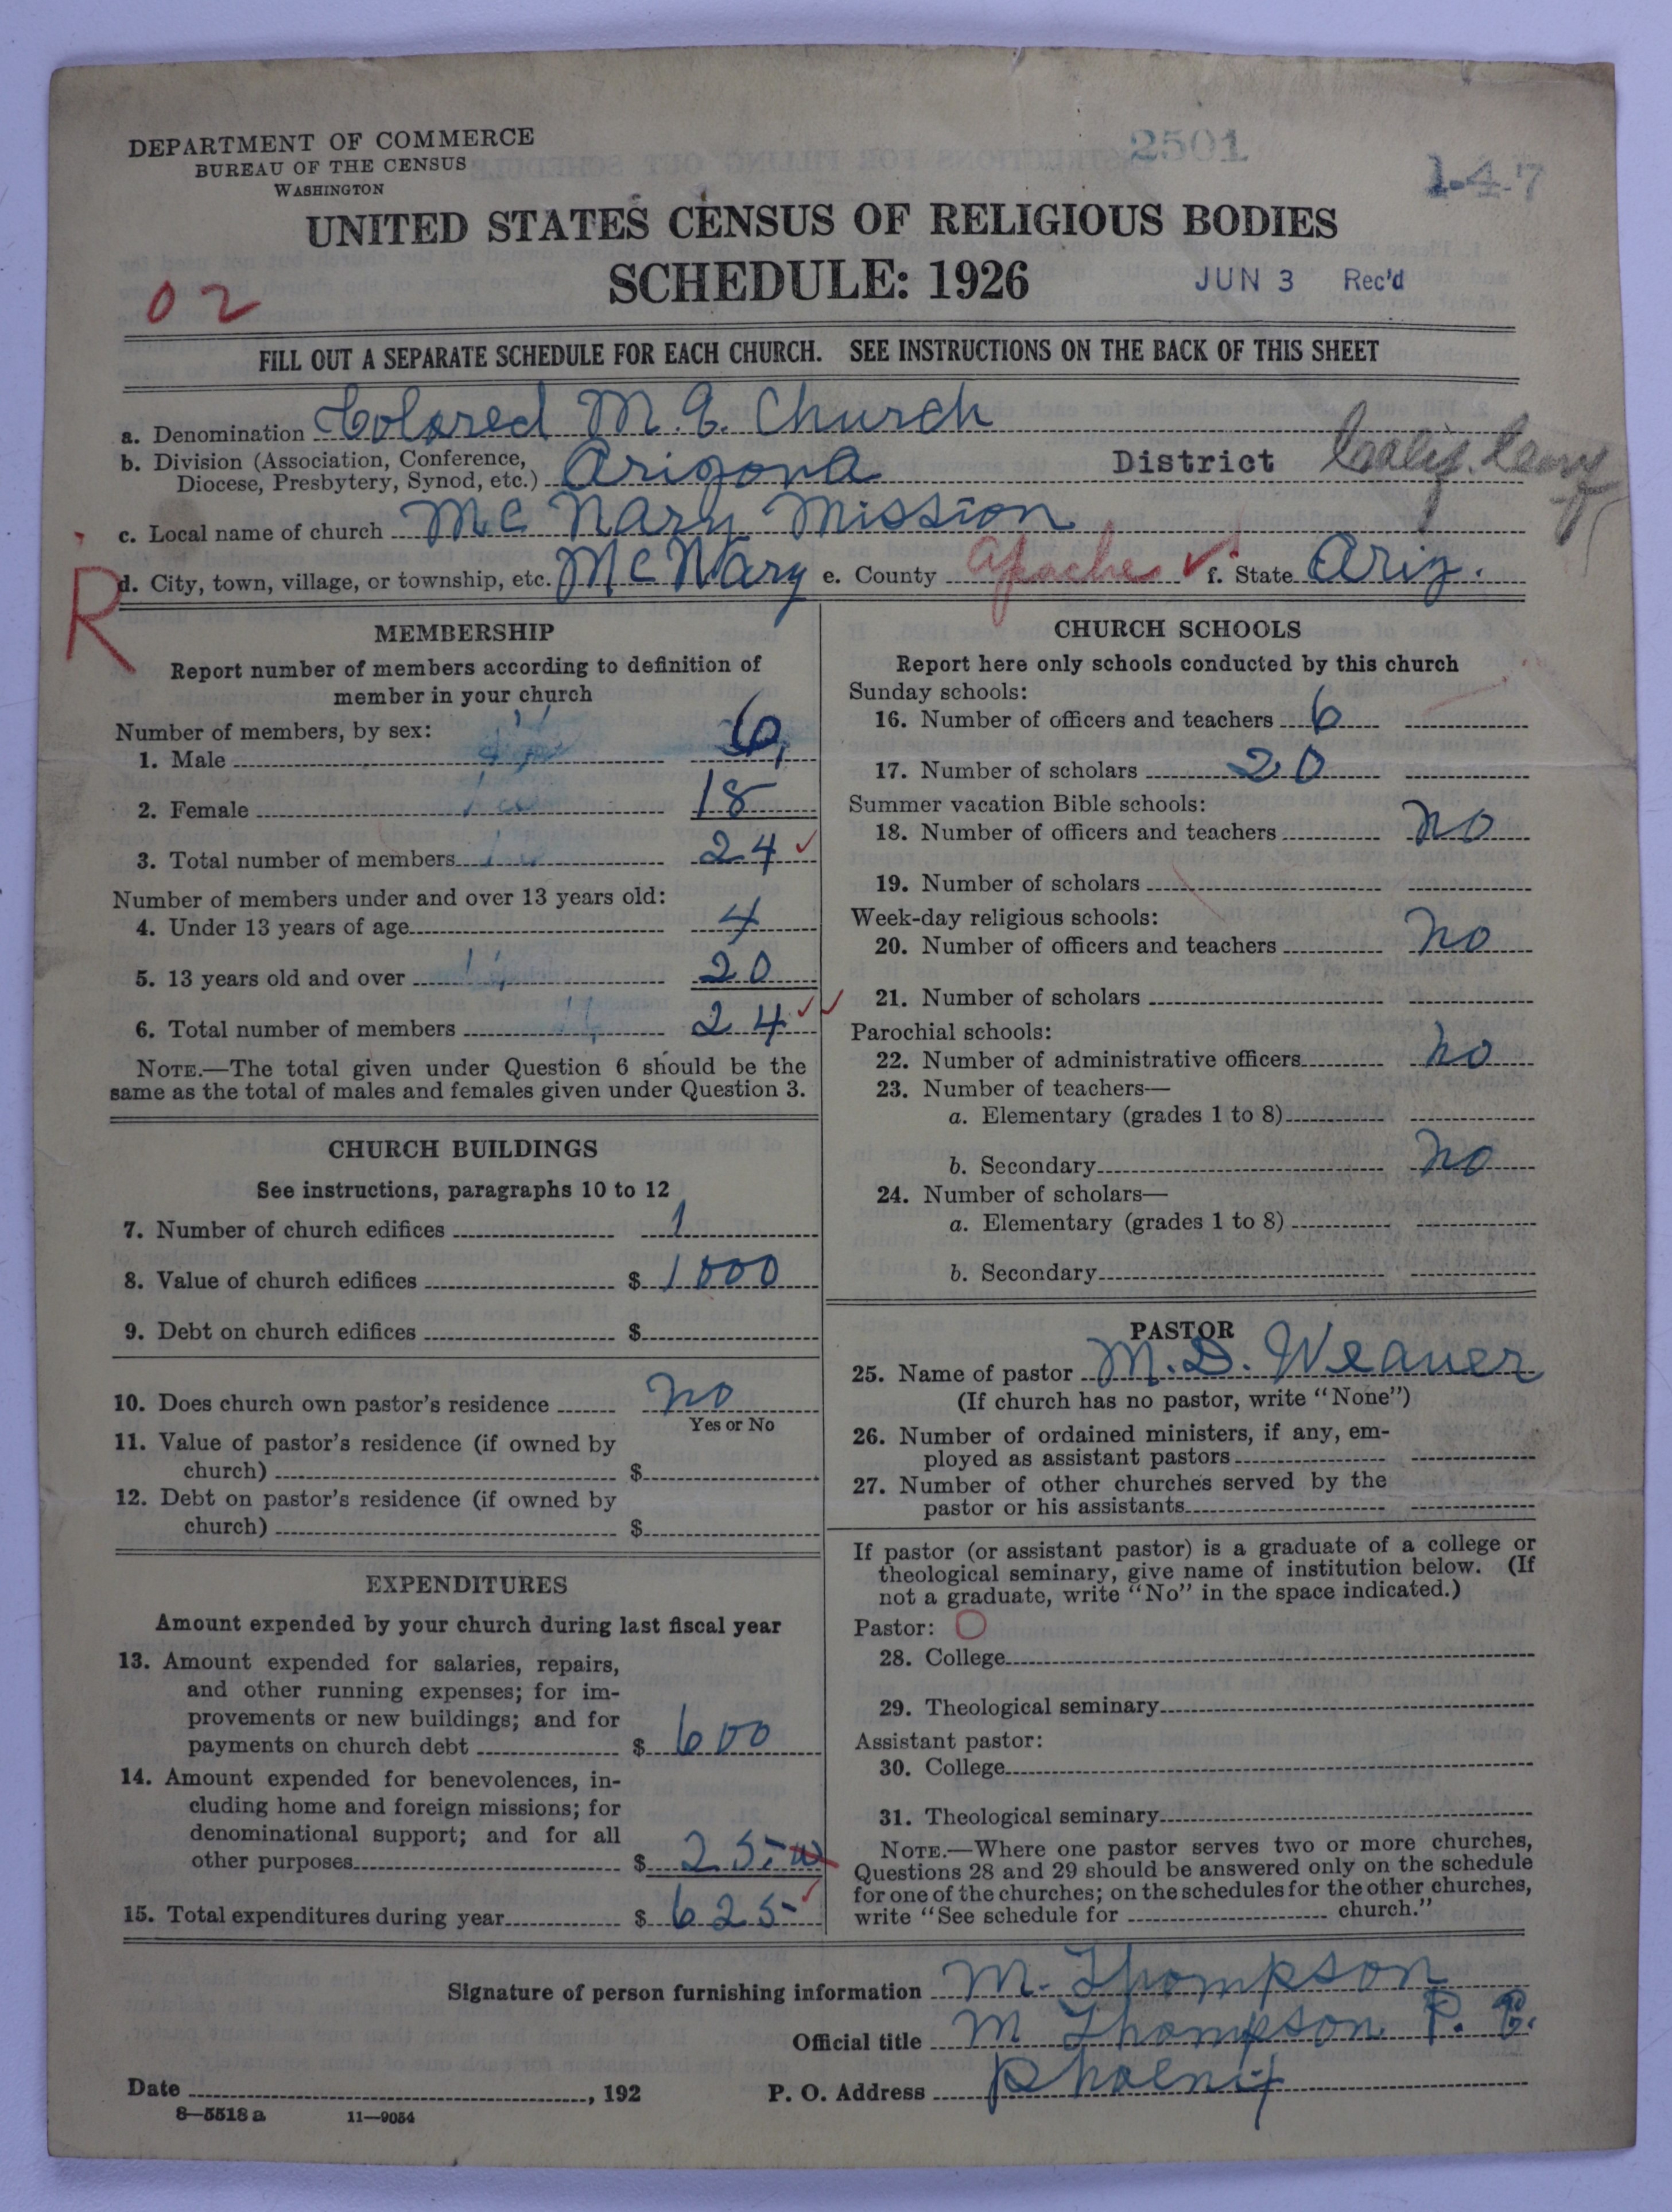 DEPARTMENT OF COMMERCE
BUREAU OF THE CENSUS
WASHINGTON
2501
1-4-7
UNITED STATES CENSUS OF RELIGIOUS BODIES
SCHEDULE: 1926
JUN 3 Rec'd
02
FILL OUT A SEPARATE SCHEDULE FOR EACH CHURCH. SEE INSTRUCTIONS ON THE BACK OF THIS SHEET
a. Denomination Colored M. E. Church
b. Division (Association, Conference,
Diocese, Presbytery, Synod, etc.) Arizona District Calif.
c. Local name of church McNary Mission
d. City, town, village, or township, etc. McNary e. County Apache ✓ f. State Ariz.
R
MEMBERSHIP
Report number of members according to definition of
member in your church
Number of members, by sex:
1. Male 6
2. Female 18
3. Total number of members 24 ✓
Number of members under and over 13 years old:
4. Under 13 years of age 4
5. 13 years old and over 20
6. Total number of members 24 ✓✓
NOTE.—The total given under Question 6 should be the
same as the total of males and females given under Question 3.
CHURCH BUILDINGS
See instructions, paragraphs 10 to 12
7. Number of church edifices 1
8. Value of church edifices $ 1000
9. Debt on church edifices $
10. Does church own pastor's residence no
Yes or No
11. Value of pastor's residence (if owned by
church) $
12. Debt on pastor's residence (if owned by
church) $
EXPENDITURES
Amount expended by your church during last fiscal year
13. Amount expended for salaries, repairs,
and other running expenses; for im-
provements or new buildings; and for
payments on church debt $ 600
14. Amount expended for benevolences, in-
cluding home and foreign missions; for
denominational support; and for all
other purposes $ 25
15. Total expenditures during year $ 625 ✓
CHURCH SCHOOLS
Report here only schools conducted by this church
Sunday schools:
16. Number of officers and teachers 6
17. Number of scholars 20
Summer vacation Bible schools:
18. Number of officers and teachers no
19. Number of scholars
Week-day religious schools:
20. Number of officers and teachers no
21. Number of scholars
Parochial schools:
22. Number of administrative officers no
23. Number of teachers—
a. Elementary (grades 1 to 8)
b. Secondary no
24. Number of scholars—
a. Elementary (grades 1 to 8)
b. Secondary
PASTOR
25. Name of pastor M. D. Weaver
(If church has no pastor, write "None")
26. Number of ordained ministers, if any, em-
ployed as assistant pastors
27. Number of other churches served by the
pastor or his assistants
If pastor (or assistant pastor) is a graduate of a college or
theological seminary, give name of institution below. (If
not a graduate, write "No" in the space indicated.)
Pastor: O
28. College
29. Theological seminary
Assistant pastor:
30. College
31. Theological seminary
NOTE.—Where one pastor serves two or more churches,
Questions 28 and 29 should be answered only on the schedule
for one of the churches; on the schedules for the other churches,
write "See schedule for church."
Signature of person furnishing information M. Thompson
Official title M Thompson P. E.
Date , 192 P. O. Address Phoenix
8—5518 a 11—9054